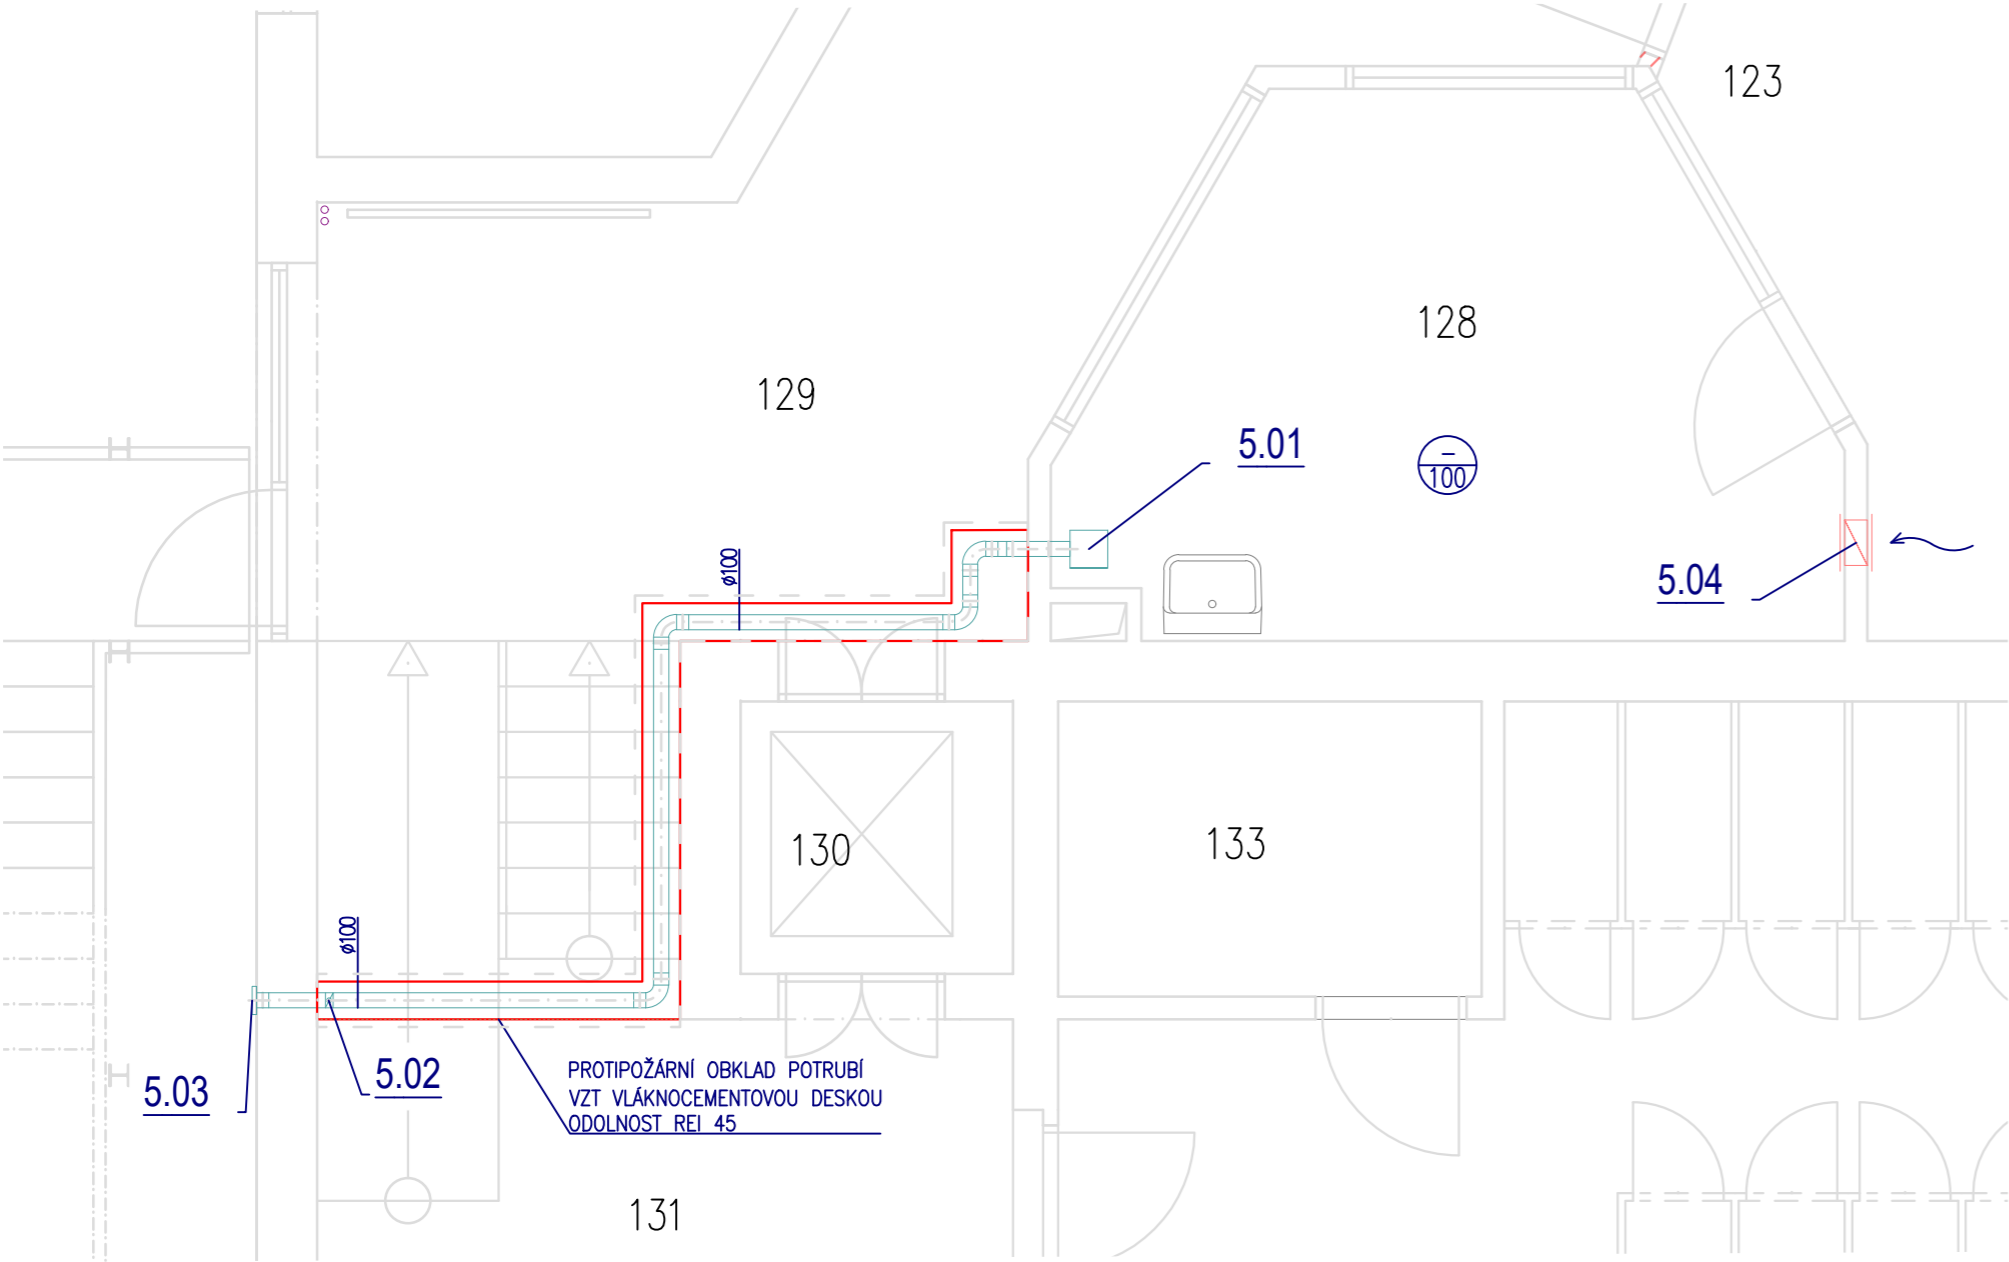 123
128
129
5.01
–
100
ø100
5.04
130
133
ø100
5.03
5.02
PROTIPOŽÁRNÍ OBKLAD POTRUBÍ
VZT VLÁKNOCEMENTOVOU DESKOU
ODOLNOST REI 45
131